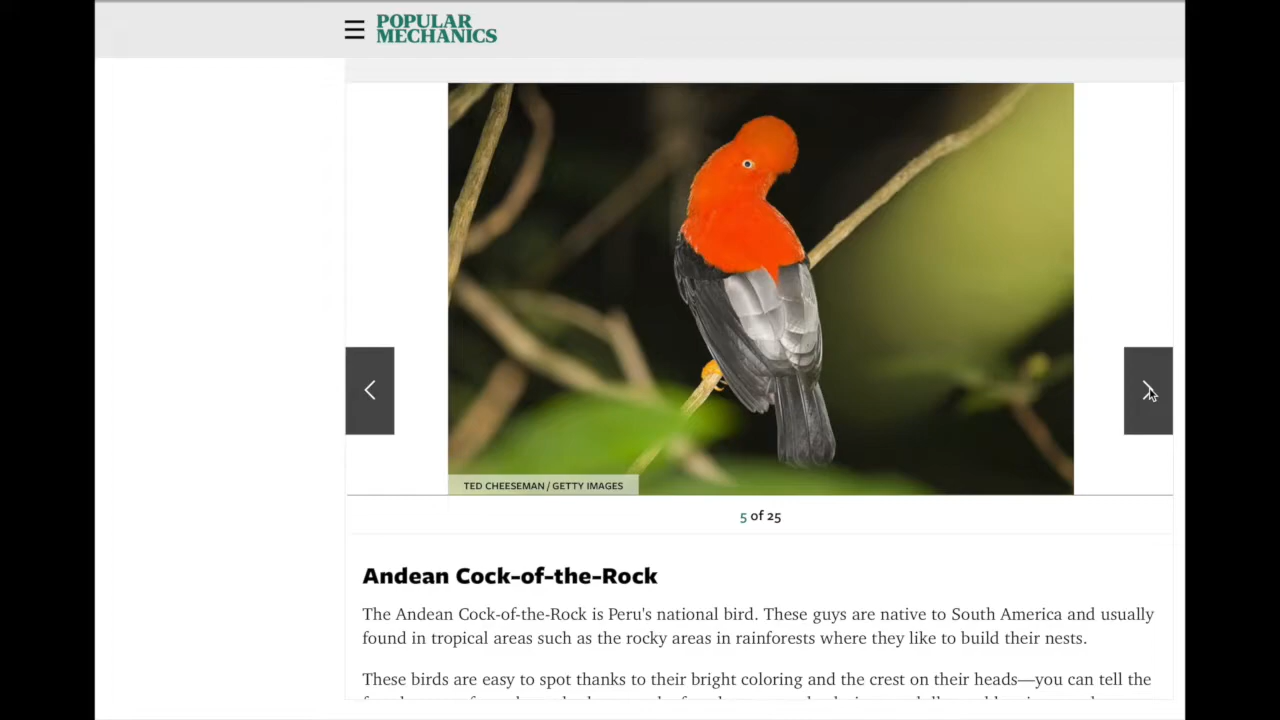 POPULAR
MECHANICS
TED CHEESEMAN / GETTY IMAGES
5 of 25
Andean Cock-of-the-Rock
The Andean Cock-of-the-Rock is Peru's national bird. These guys are native to South America and usually
found in tropical areas such as the rocky areas in rainforests where they like to build their nests.
These birds are easy to spot thanks to their bright coloring and the crest on their heads—you can tell the